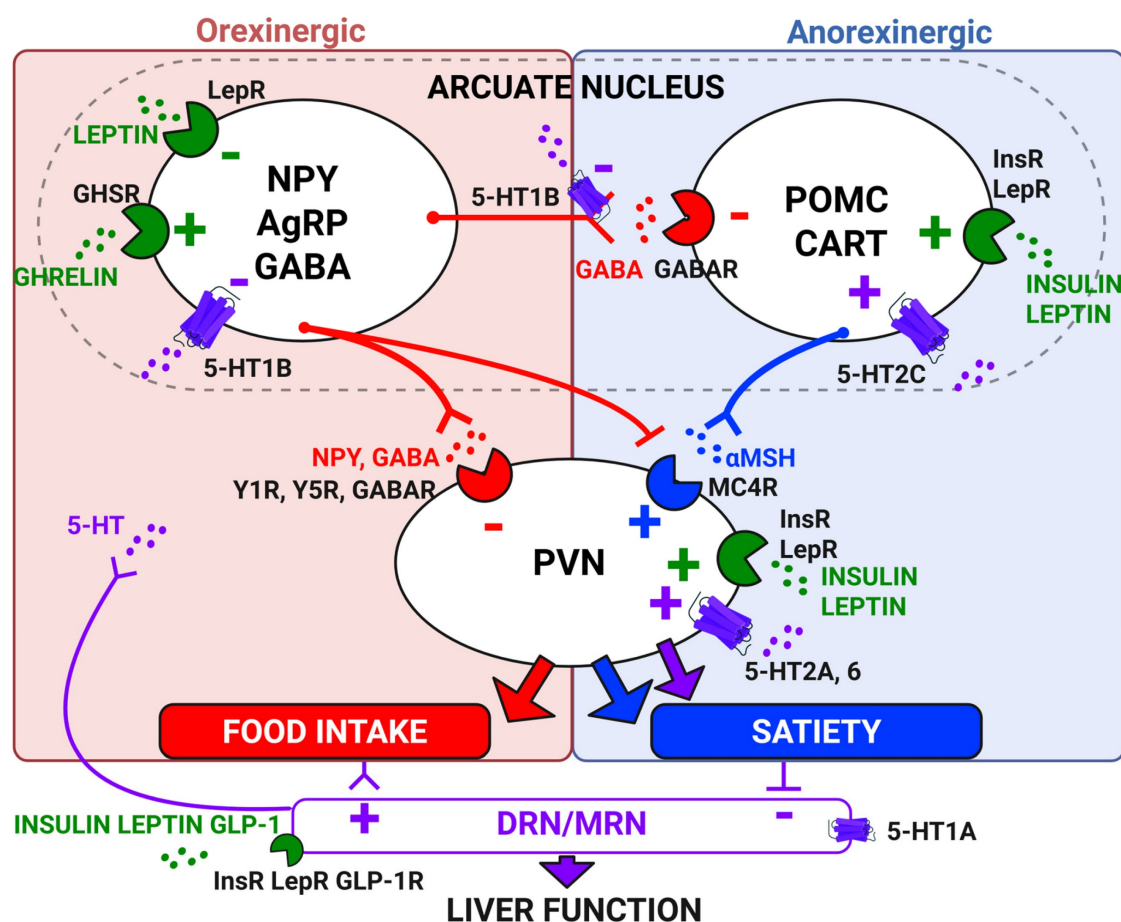 Orexinergic
Anorexinergic
ARCUATE NUCLEUS
LepR
LEPTIN
-
GHSR
+
GHRELIN
-
5-HT1B
NPY
AgRP
GABA
5-HT1B
-
GABA
GABAR
-
POMC
CART
InsR
LepR
+
INSULIN
LEPTIN
+
5-HT2C
NPY, GABA
Y1R, Y5R, GABAR
-
αMSH
MC4R
+
PVN
InsR
LepR
+
INSULIN
LEPTIN
+
5-HT2A, 6
5-HT
FOOD INTAKE
SATIETY
INSULIN LEPTIN GLP-1
+
DRN/MRN
-
5-HT1A
InsR LepR GLP-1R
LIVER FUNCTION